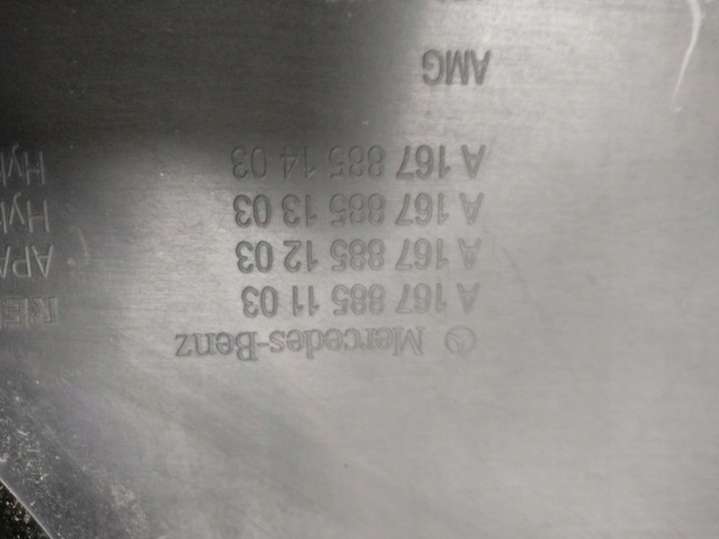 Mercedes-Benz
A 167 885 11 03
A 167 885 12 03
A 167 885 13 03
A 167 885 14 03
AMG